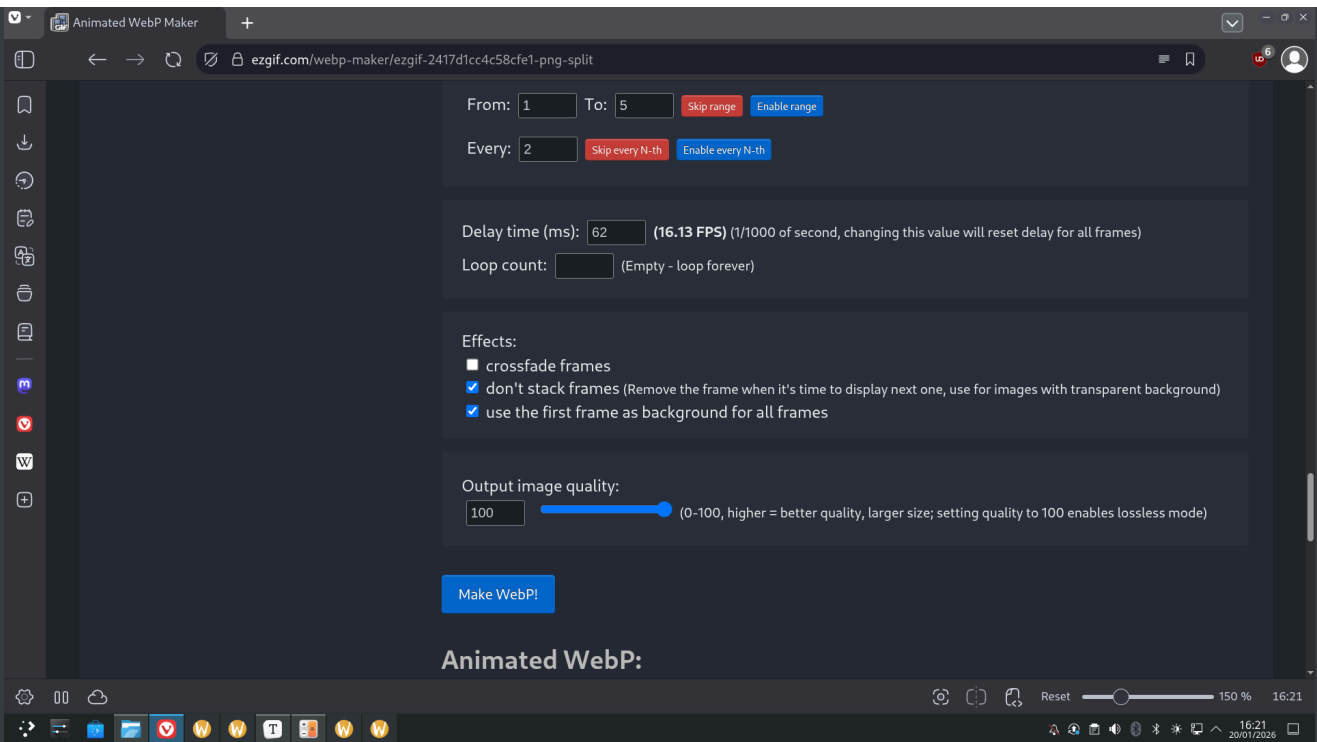 Animated WebP Maker
ezgif.com/webp-maker/ezgif-2417d1cc4c58cfe1-png-split
6
From: 1 To: 5 Skip range Enable range
Every: 2 Skip every N-th Enable every N-th
Delay time (ms): 62 (16.13 FPS) (1/1000 of second, changing this value will reset delay for all frames)
Loop count: (Empty - loop forever)
Effects:
crossfade frames
don't stack frames (Remove the frame when it's time to display next one, use for images with transparent background)
use the first frame as background for all frames
Output image quality:
100 (0-100, higher = better quality, larger size; setting quality to 100 enables lossless mode)
Make WebP!
Animated WebP:
Reset 150 % 16:21
T
16:21
20/01/2026